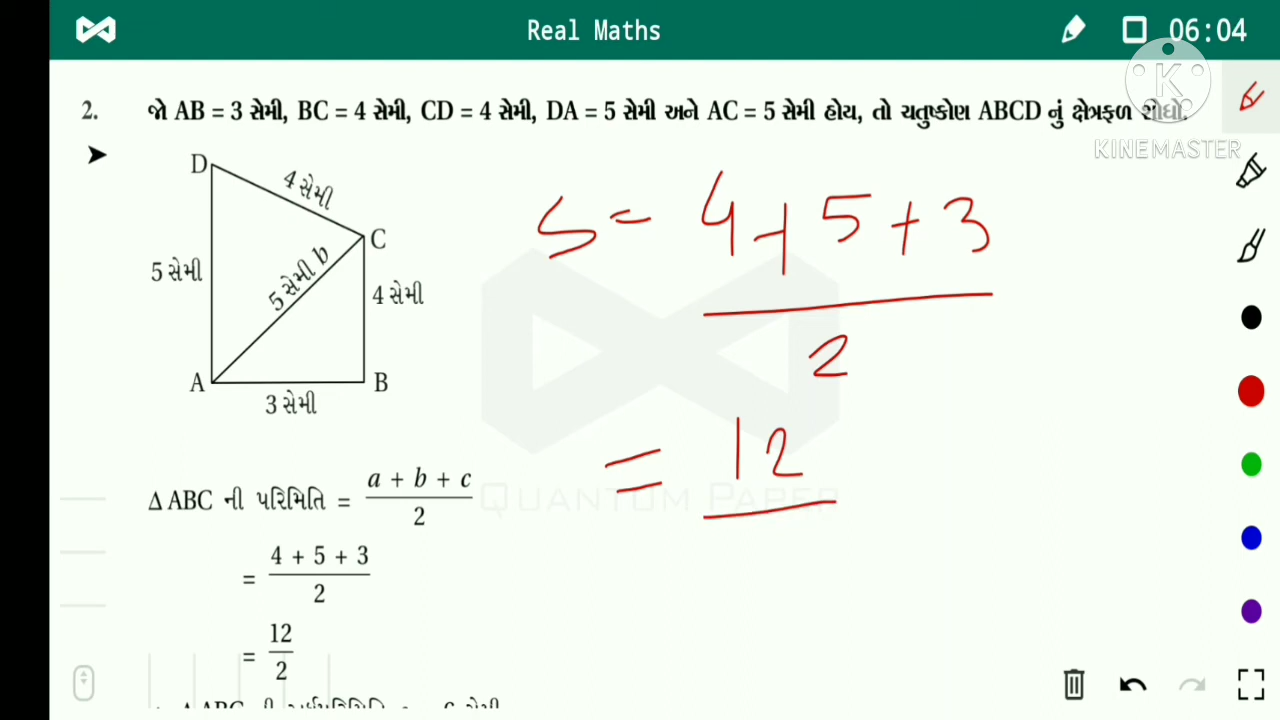 Real Maths
06:04
K
KINEMASTER
2. જો AB = 3 સેમી, BC = 4 સેમી, CD = 4 સેમી, DA = 5 સેમી અને AC = 5 સેમી હોય, તો ચતુષ્કોણ ABCD નું ક્ષેત્રફળ શોધો.
D
4 સેમી
C
5 સેમી
5 સેમી b
4 સેમી
A
B
3 સેમી
S = 4 + 5 + 3
2
= 12
QUANTUM PAPER
Δ ABC ની પરિમિતિ = a + b + c
2
= 4 + 5 + 3
2
= 12
2